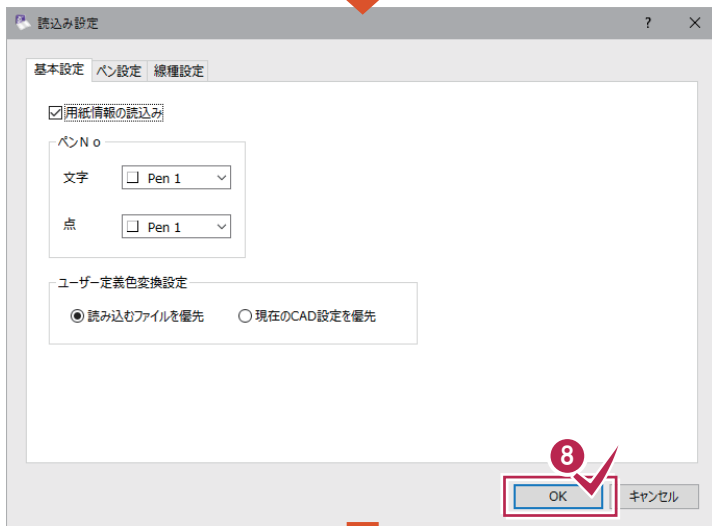 読込み設定 ? ×
基本設定 ペン設定 線種設定
用紙情報の読込み
ペンNo
文字 Pen 1
点 Pen 1
ユーザー定義色変換設定
読み込むファイルを優先 現在のCAD設定を優先
8
OK キャンセル